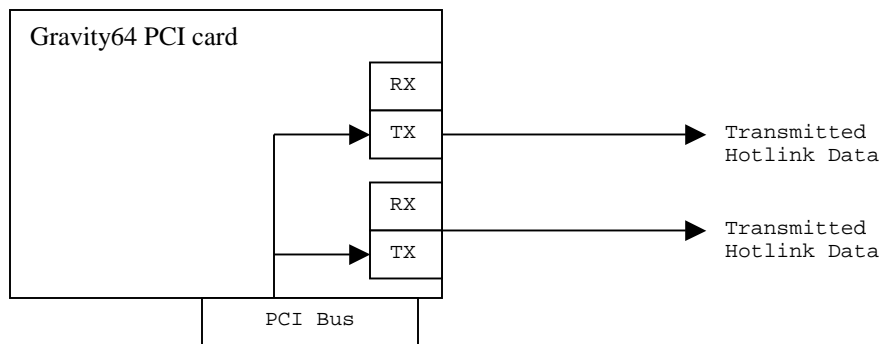 Gravity64 PCI card
RX
TX
Transmitted
Hotlink Data
RX
TX
Transmitted
Hotlink Data
PCI Bus